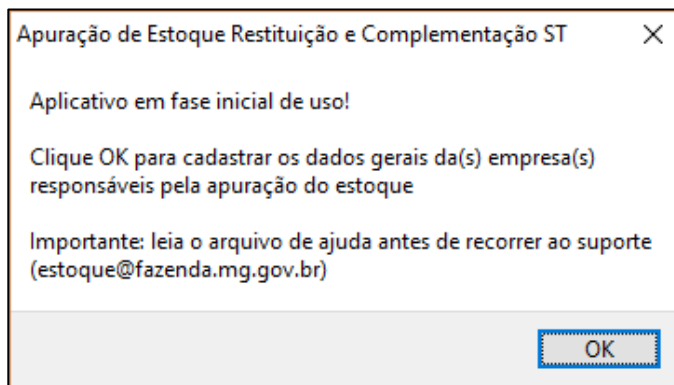 Apuração de Estoque Restituição e Complementação ST
Aplicativo em fase inicial de uso!
Clique OK para cadastrar os dados gerais da(s) empresa(s)
responsáveis pela apuração do estoque
Importante: leia o arquivo de ajuda antes de recorrer ao suporte
(estoque@fazenda.mg.gov.br)
OK